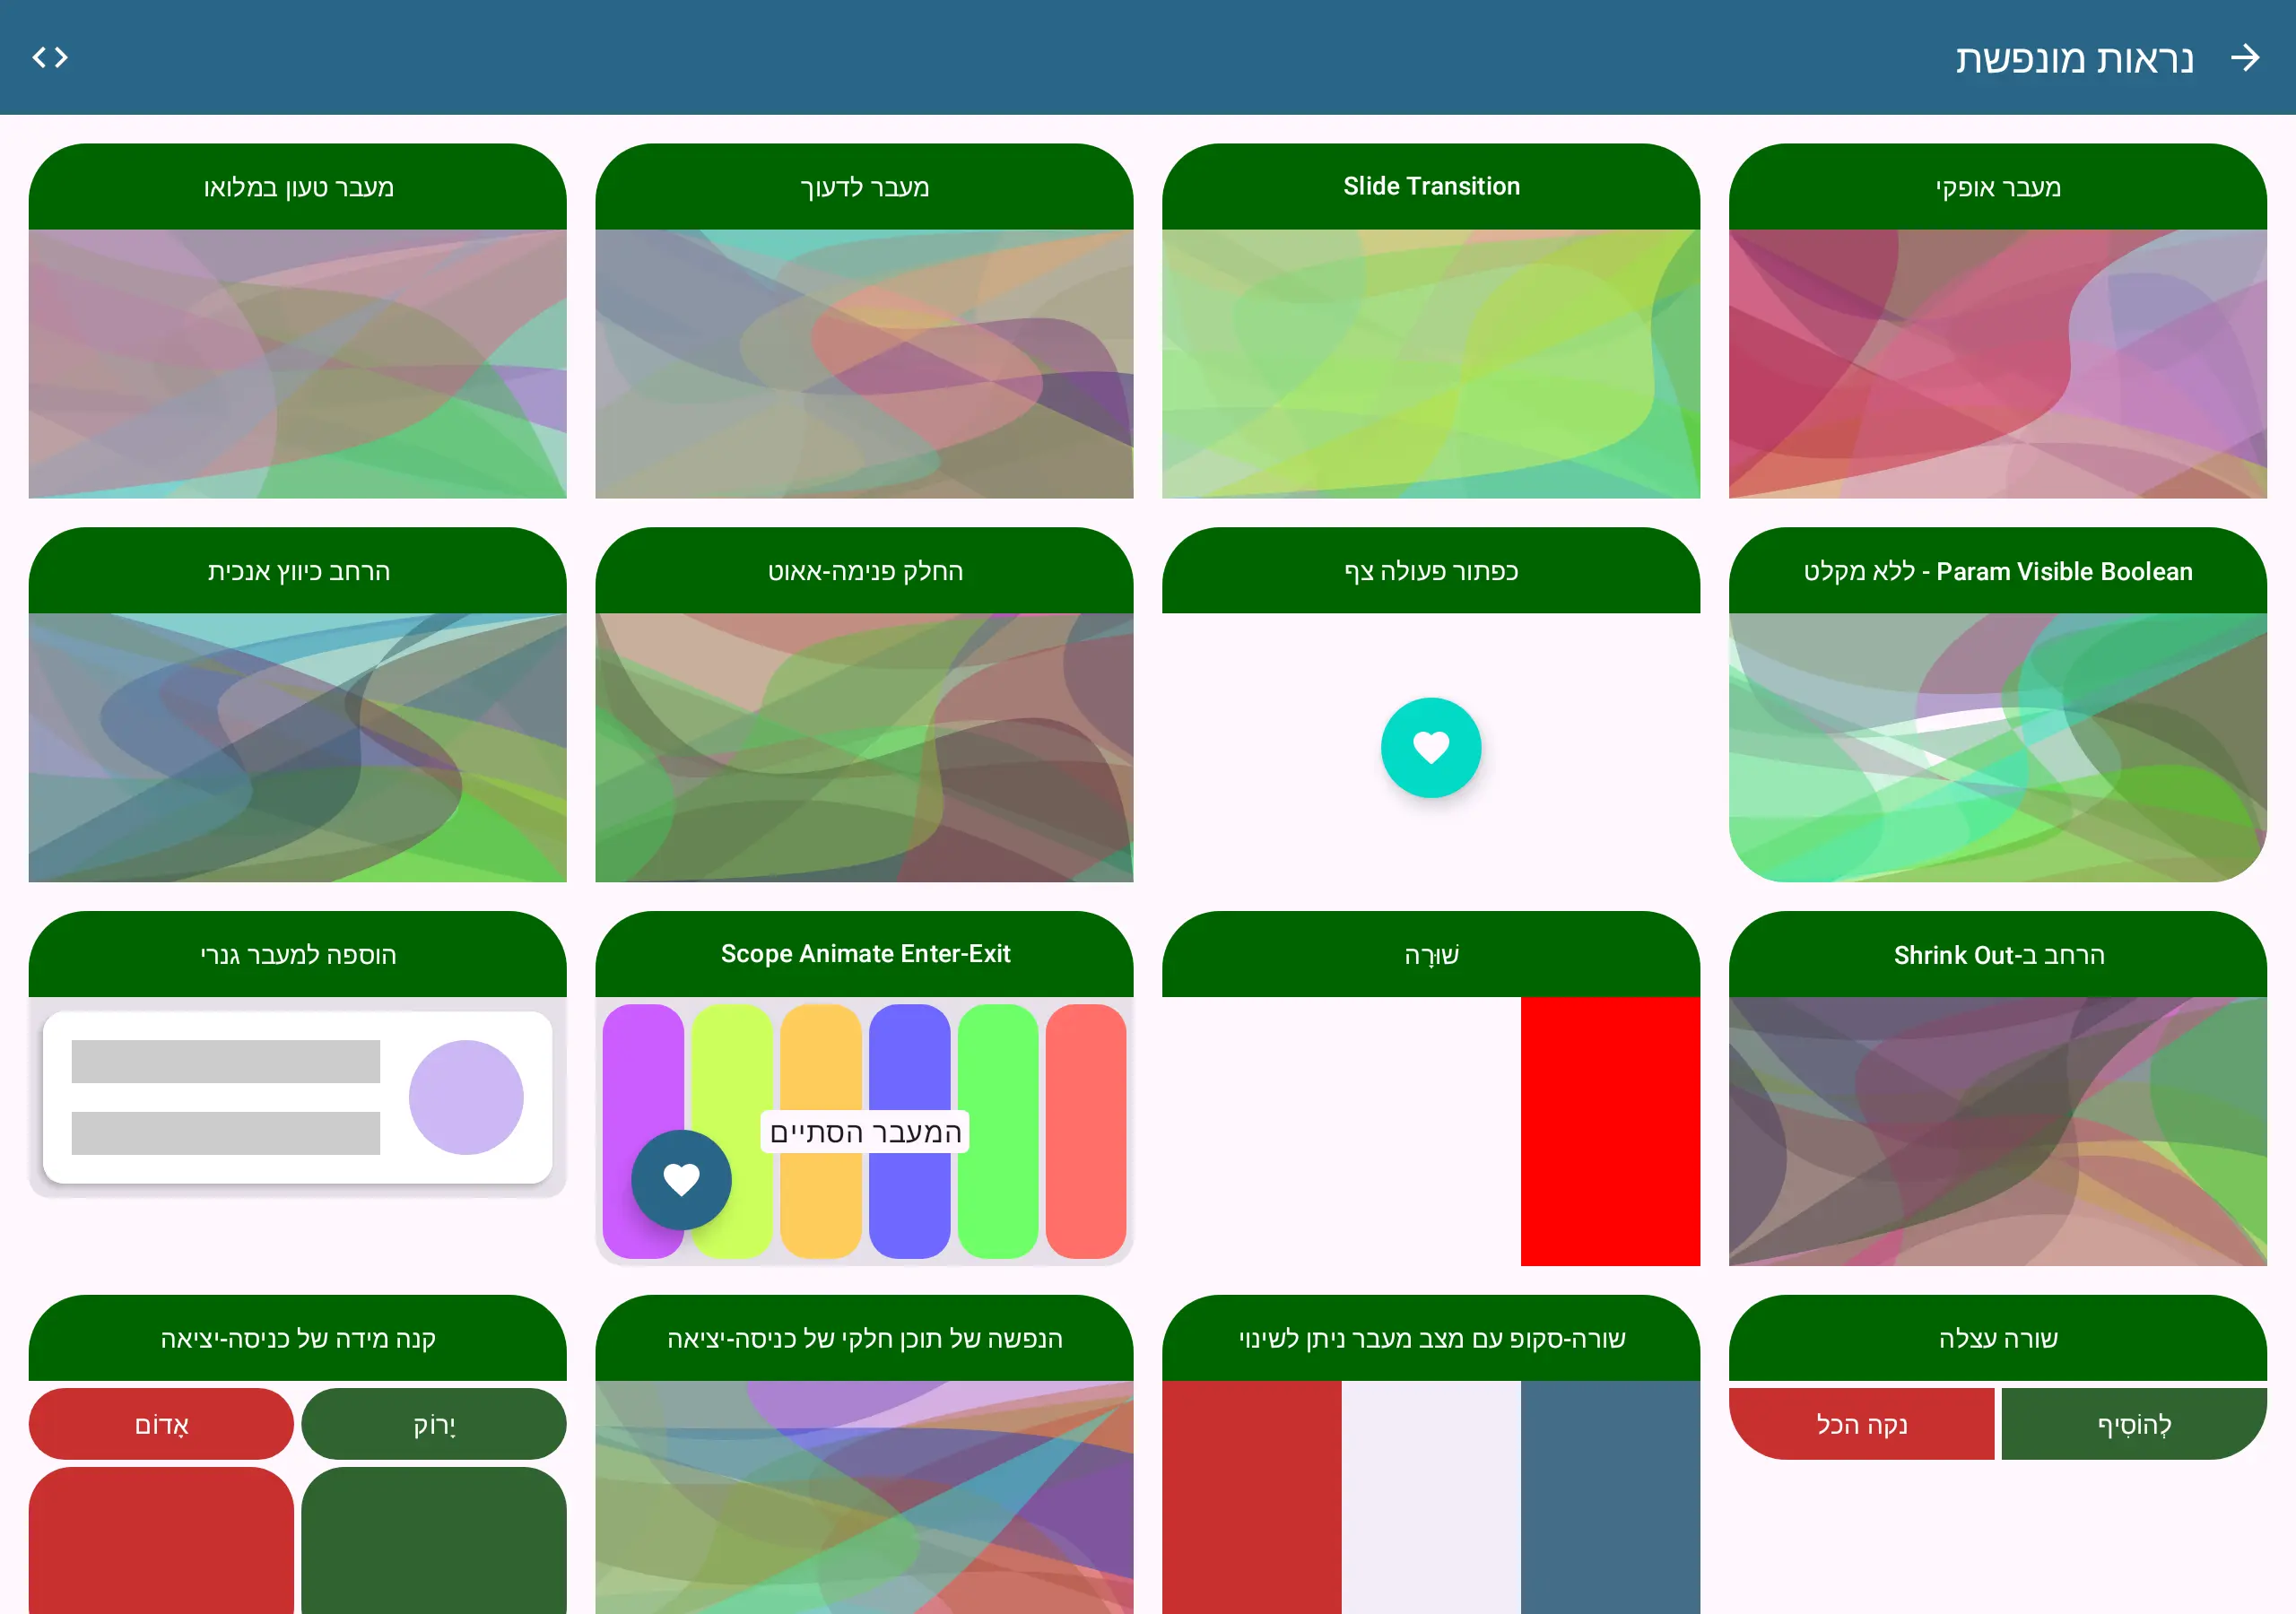 נראות מונפשת
מעבר אופקי
Slide Transition
מעבר לדעוך
מעבר טעון במלואו
Param Visible Boolean - ללא מקלט
כפתור פעולה צף
החלק פנימה-אאוט
הרחב כיווץ אנכית
הרחב ב-Shrink Out
שׁוּרָה
Scope Animate Enter-Exit
המעבר הסתיים
הוספה למעבר גנרי
שורה עצלה
לְהוֹסִיף
נקה הכל
שורה-סקופ עם מצב מעבר ניתן לשינוי
הנפשה של תוכן חלקי של כניסה-יציאה
קנה מידה של כניסה-יציאה
יָרוֹק
אָדוֹם